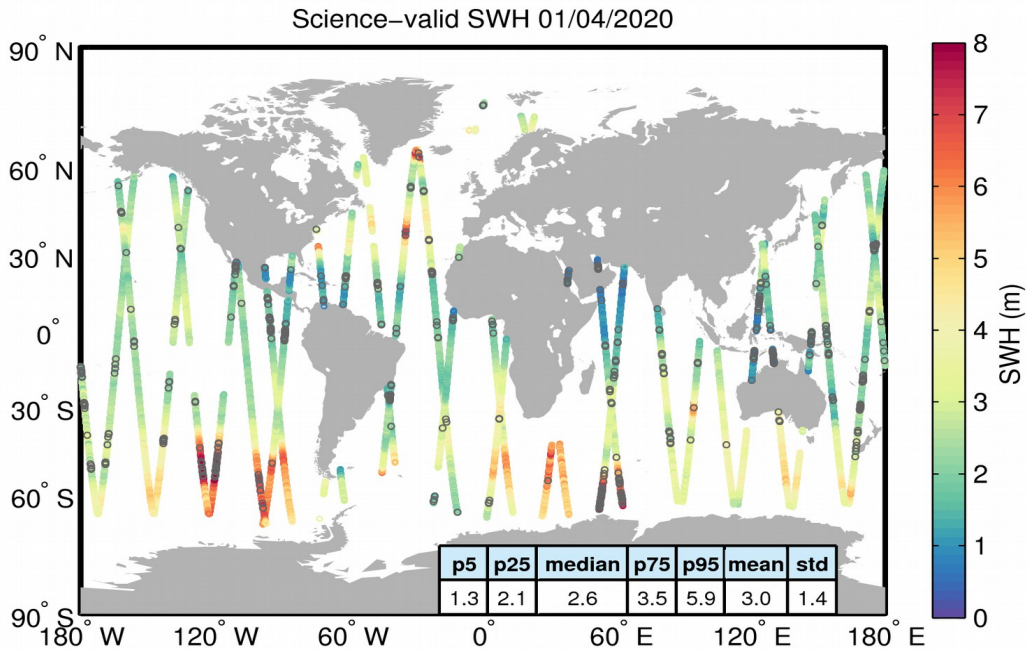 Science−valid SWH 01/04/2020
90° N
60° N
30° N
0°
30° S
60° S
90° S
180° W
120° W
60° W
0°
60° E
120° E
180° E
p5 p25 median p75 p95 mean std
1.3 2.1 2.6 3.5 5.9 3.0 1.4
8
7
6
5
4
3
2
1
0
SWH (m)